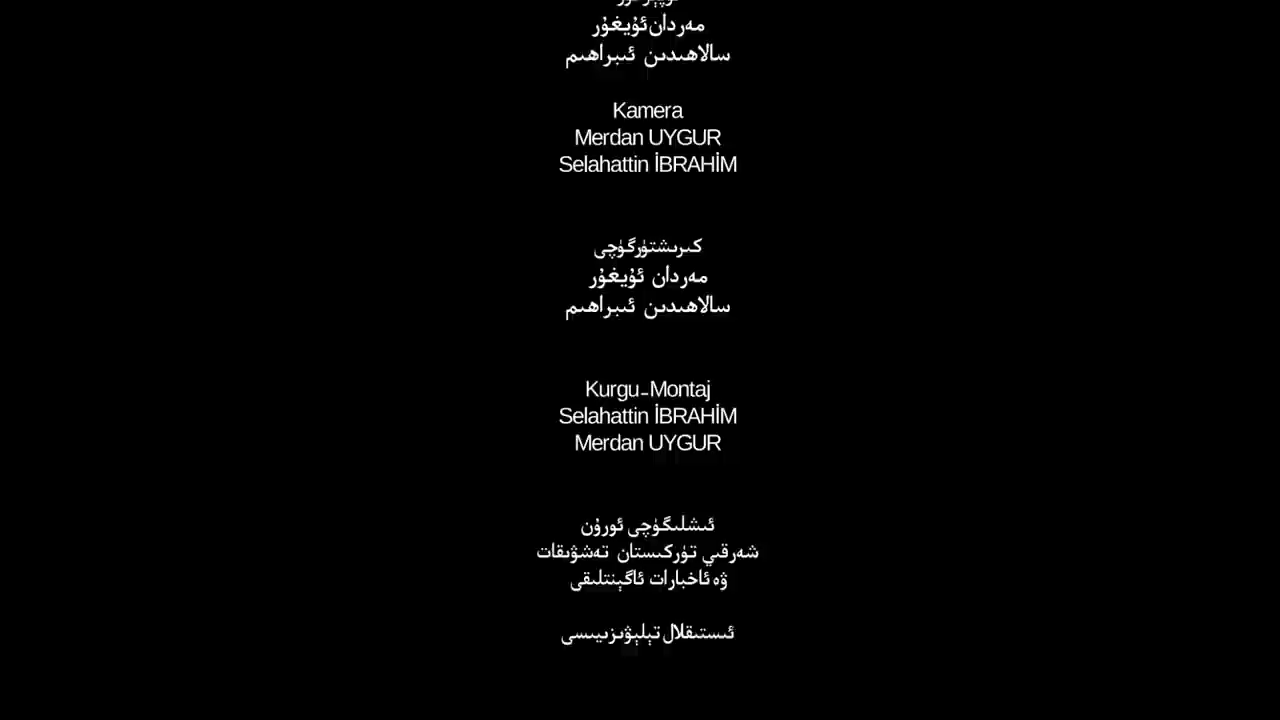 مەردان ئۇيغۇر
سالاھىدىن ئىبراھىم
Kamera
Merdan UYGUR
Selahattin İBRAHİM
كىرىشتۈرگۈچى
مەردان ئۇيغۇر
سالاھىدىن ئىبراھىم
Kurgu-Montaj
Selahattin İBRAHİM
Merdan UYGUR
ئىشلىگۈچى ئورۇن
شەرقىي تۈركىستان تەشۋىقات
ۋە ئاخبارات ئاگېنتلىقى
ئىستىقلال تېلېۋىزىيىسى